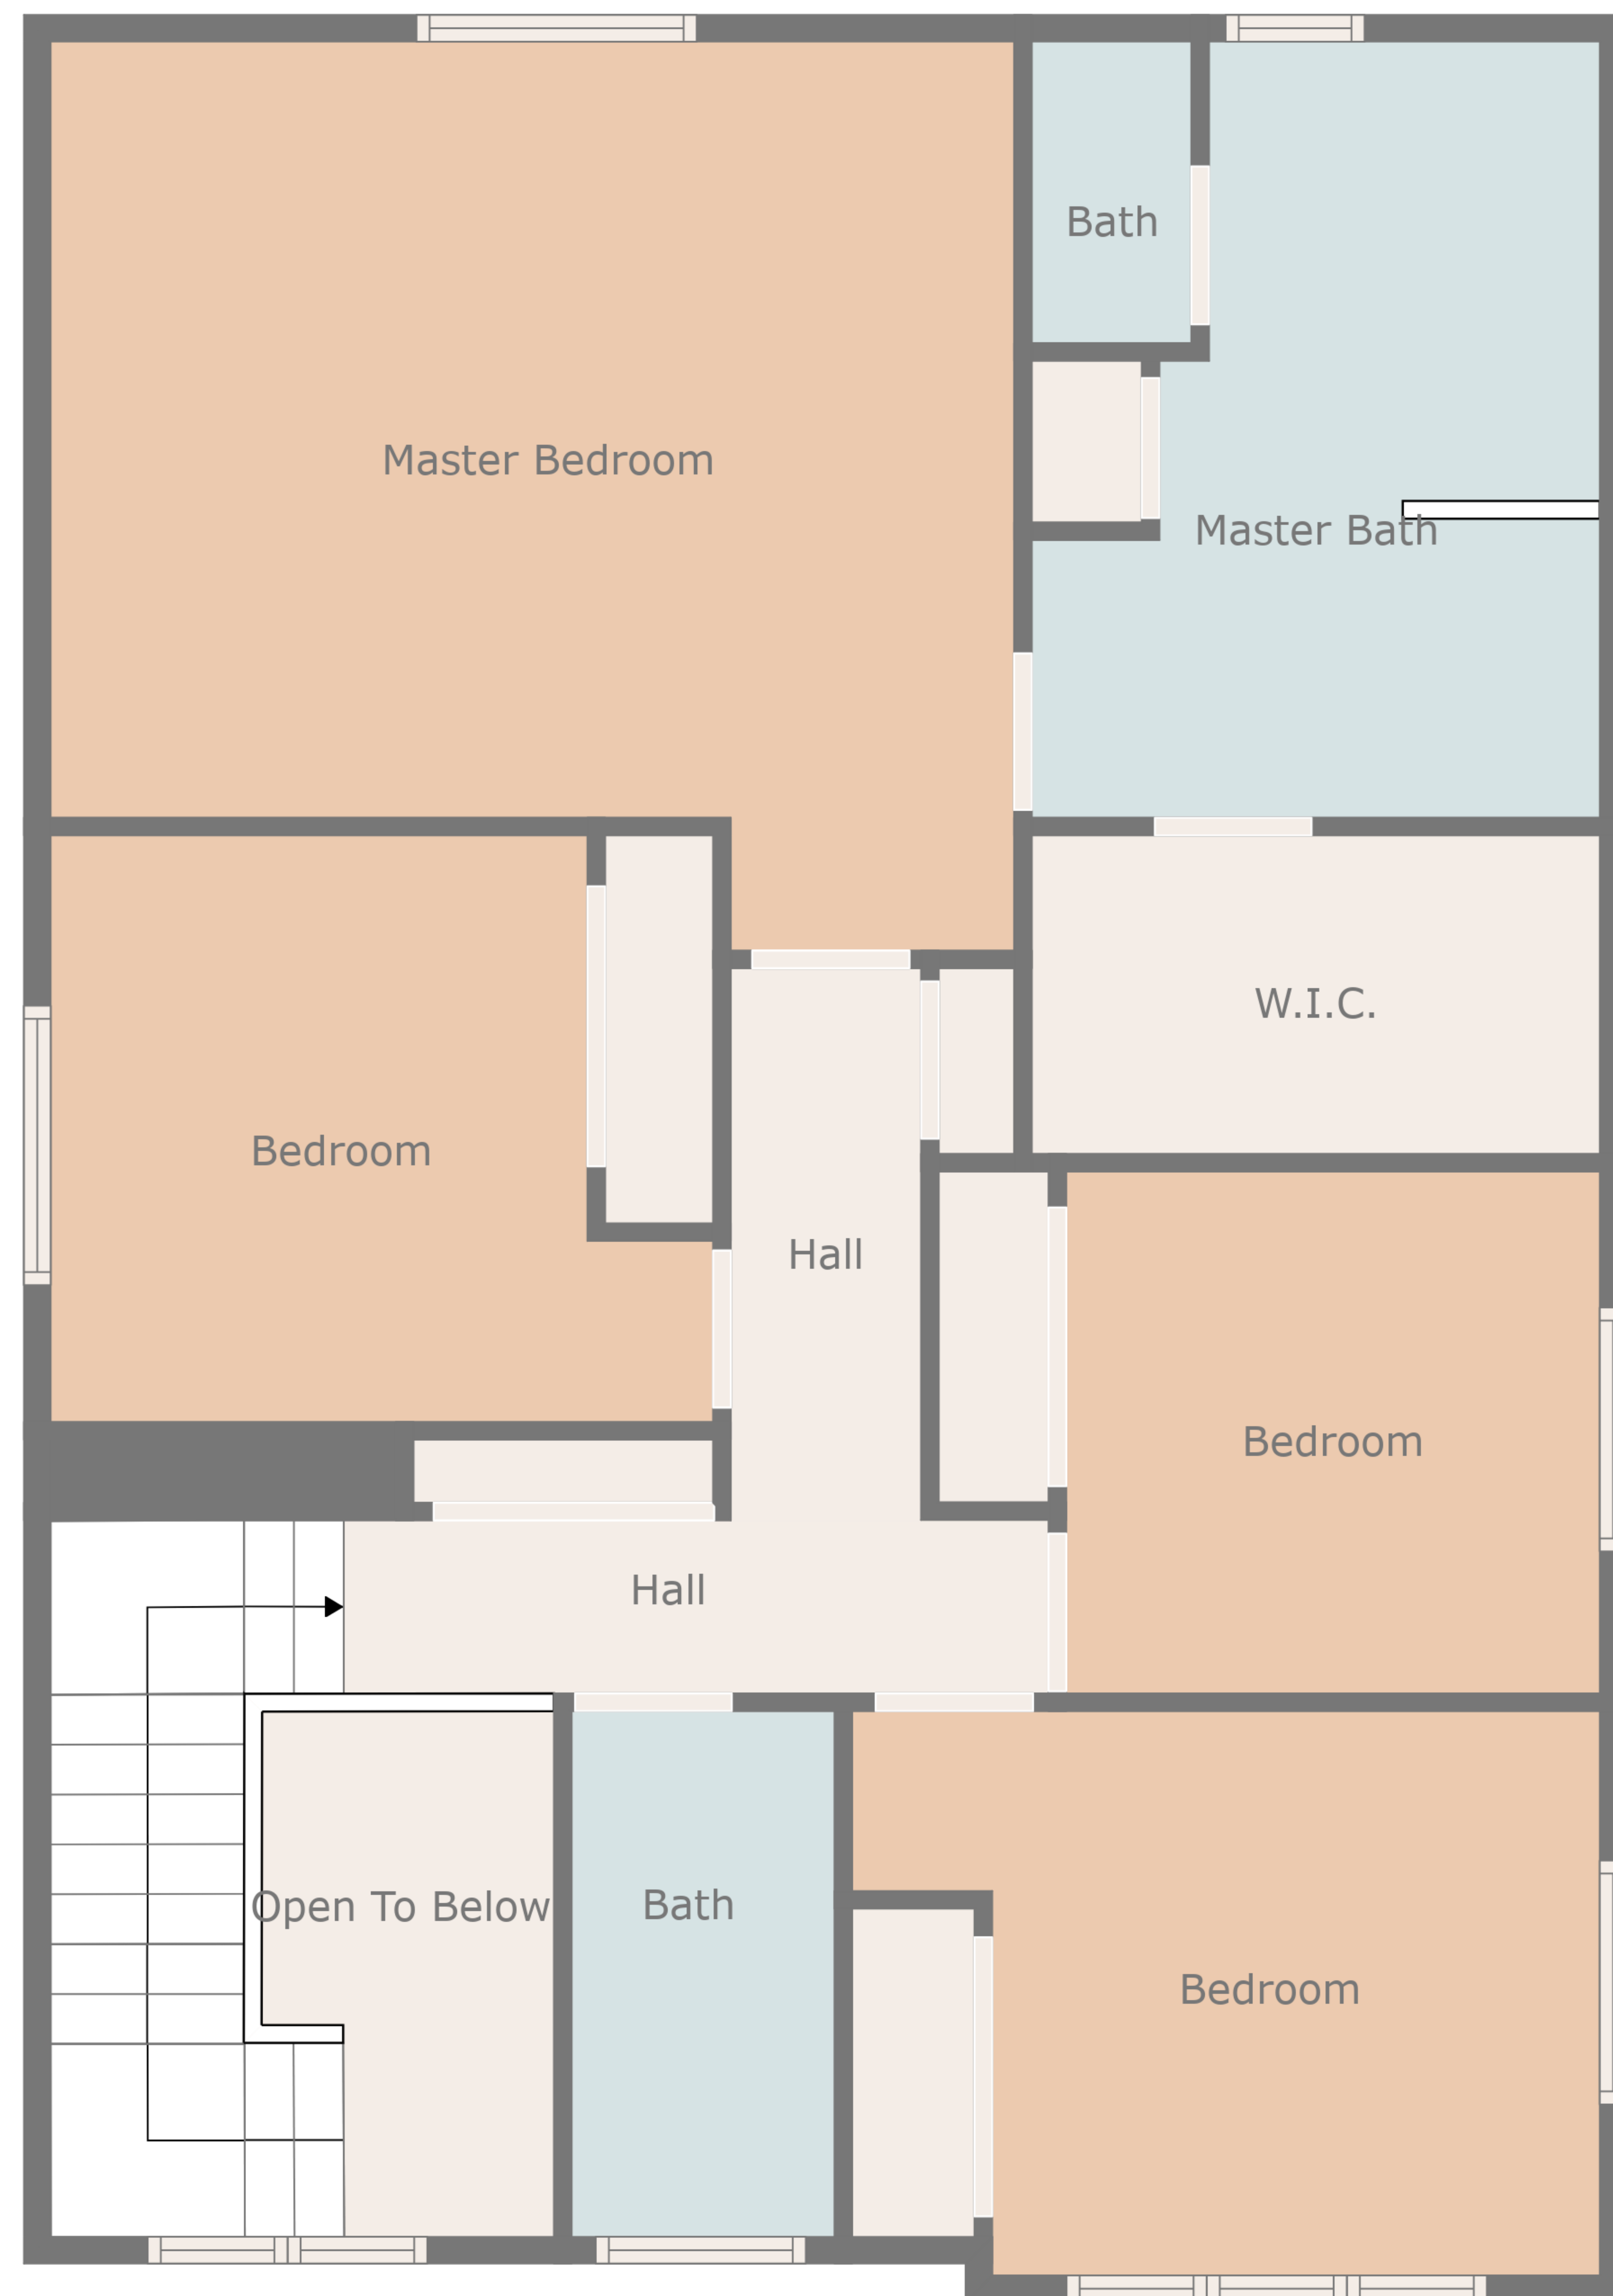 Bath
Master Bedroom
Master Bath
W.I.C.
Bedroom
Hall
Bedroom
Hall
Open To Below
Bath
Bedroom